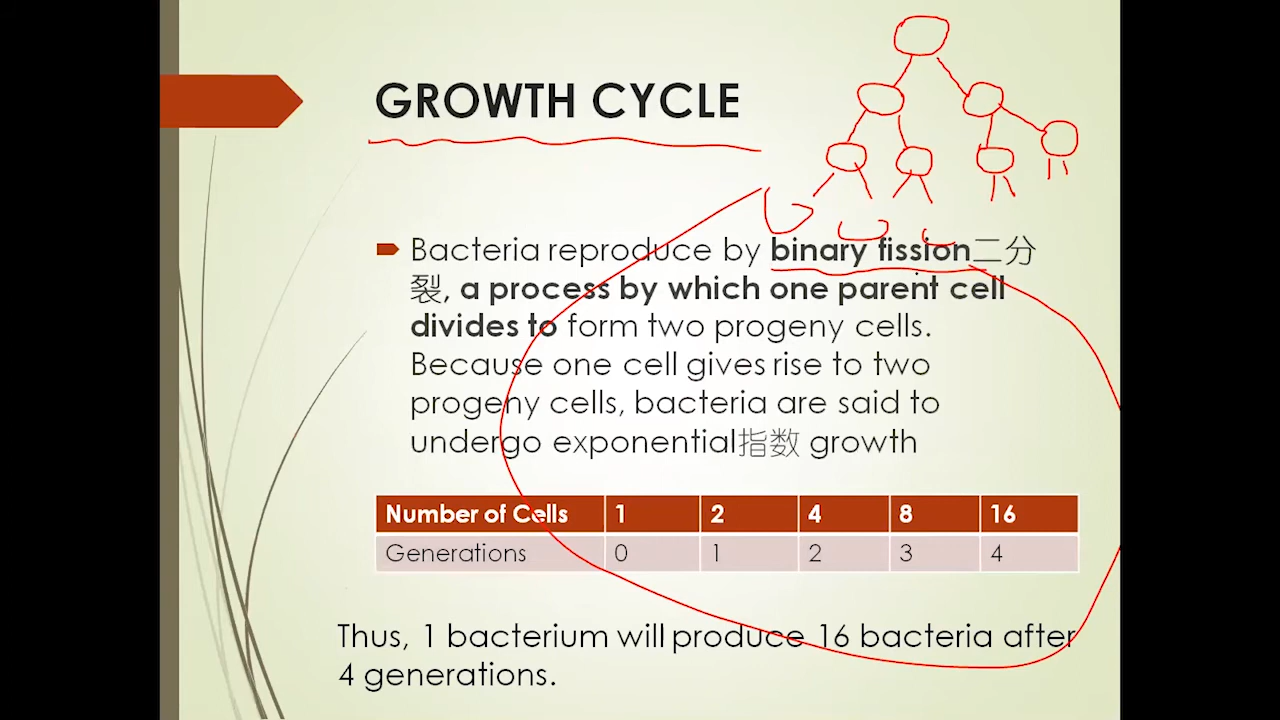 GROWTH CYCLE
Bacteria reproduce by binary fission二分
裂, a process by which one parent cell
divides to form two progeny cells.
Because one cell gives rise to two
progeny cells, bacteria are said to
undergo exponential指数 growth
Number of Cells 1 2 4 8 16
Generations 0 1 2 3 4
Thus, 1 bacterium will produce 16 bacteria after
4 generations.